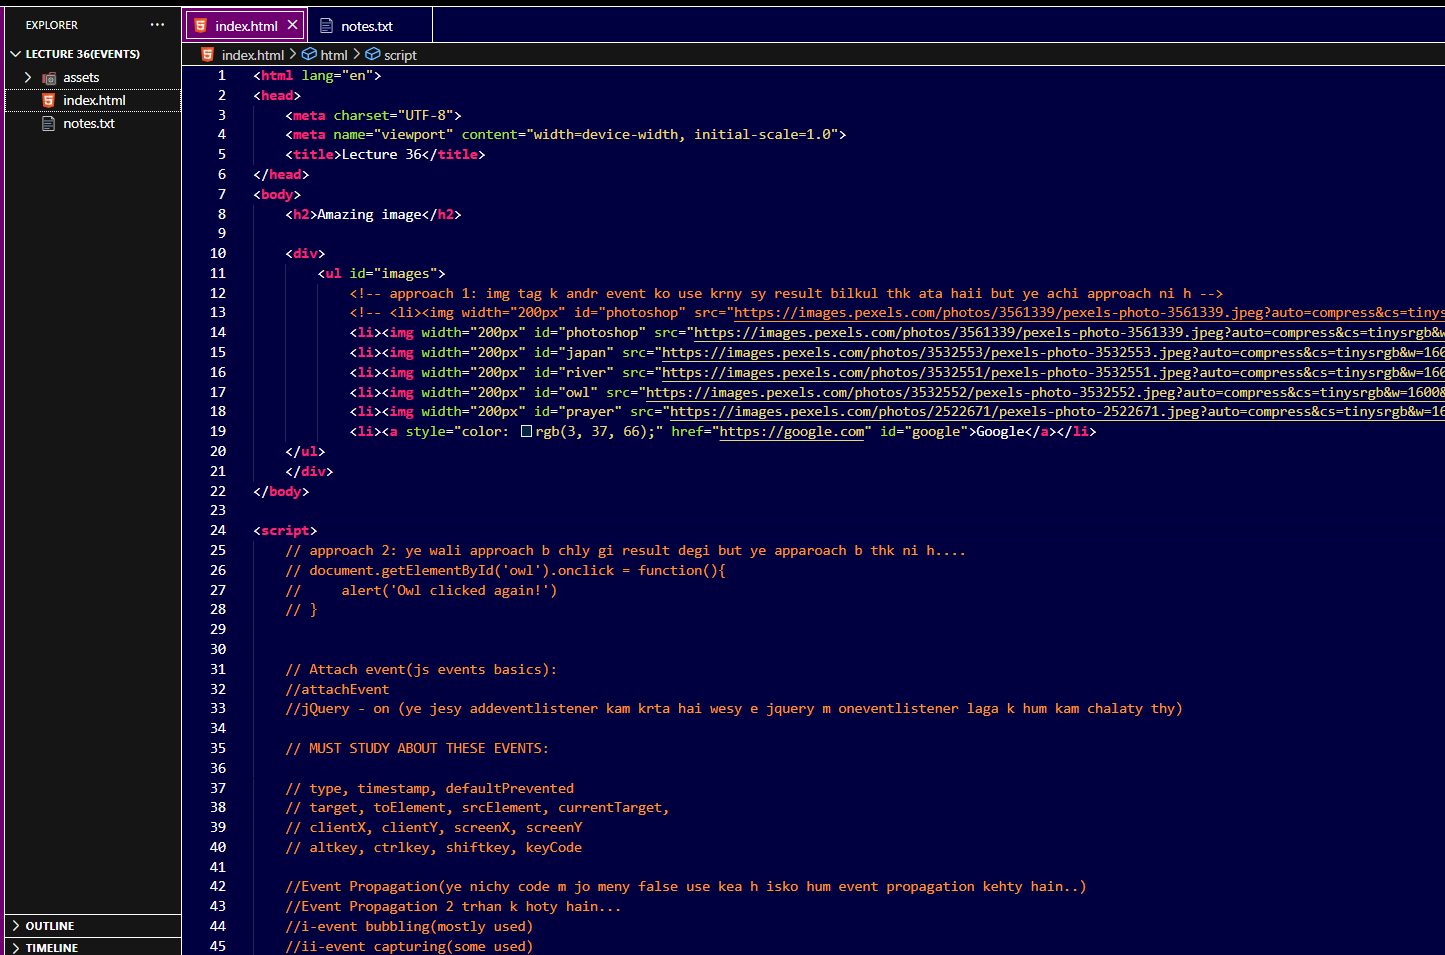 EXPLORER ...
LECTURE 36(EVENTS)
assets
index.html
notes.txt
OUTLINE
TIMELINE
index.html notes.txt
index.html > html > script
1 <html lang="en">
2 <head>
3 <meta charset="UTF-8">
4 <meta name="viewport" content="width=device-width, initial-scale=1.0">
5 <title>Lecture 36</title>
6 </head>
7 <body>
8 <h2>Amazing image</h2>
9
10 <div>
11 <ul id="images">
12 <!-- approach 1: img tag k andr event ko use krny sy result bilkul thk ata haii but ye achi approach ni h -->
13 <!-- <li><img width="200px" id="photoshop" src="https://images.pexels.com/photos/3561339/pexels-photo-3561339.jpeg?auto=compress&cs=tinys
14 <li><img width="200px" id="photoshop" src="https://images.pexels.com/photos/3561339/pexels-photo-3561339.jpeg?auto=compress&cs=tinysrgb&w
15 <li><img width="200px" id="japan" src="https://images.pexels.com/photos/3532553/pexels-photo-3532553.jpeg?auto=compress&cs=tinysrgb&w=160
16 <li><img width="200px" id="river" src="https://images.pexels.com/photos/3532551/pexels-photo-3532551.jpeg?auto=compress&cs=tinysrgb&w=160
17 <li><img width="200px" id="owl" src="https://images.pexels.com/photos/3532552/pexels-photo-3532552.jpeg?auto=compress&cs=tinysrgb&w=1600&
18 <li><img width="200px" id="prayer" src="https://images.pexels.com/photos/2522671/pexels-photo-2522671.jpeg?auto=compress&cs=tinysrgb&w=16
19 <li><a style="color: rgb(3, 37, 66);" href="https://google.com" id="google">Google</a></li>
20 </ul>
21 </div>
22 </body>
23
24 <script>
25 // approach 2: ye wali approach b chly gi result degi but ye apparoach b thk ni h....
26 // document.getElementById('owl').onclick = function(){
27 // alert('Owl clicked again!')
28 // }
29
30
31 // Attach event(js events basics):
32 //attachEvent
33 //jQuery - on (ye jesy addeventlistener kam krta hai wesy e jquery m oneventlistener laga k hum kam chalaty thy)
34
35 // MUST STUDY ABOUT THESE EVENTS:
36
37 // type, timestamp, defaultPrevented
38 // target, toElement, srcElement, currentTarget,
39 // clientX, clientY, screenX, screenY
40 // altkey, ctrlkey, shiftkey, keyCode
41
42 //Event Propagation(ye nichy code m jo meny false use kea h isko hum event propagation kehty hain..)
43 //Event Propagation 2 trhan k hoty hain...
44 //i-event bubbling(mostly used)
45 //ii-event capturing(some used)